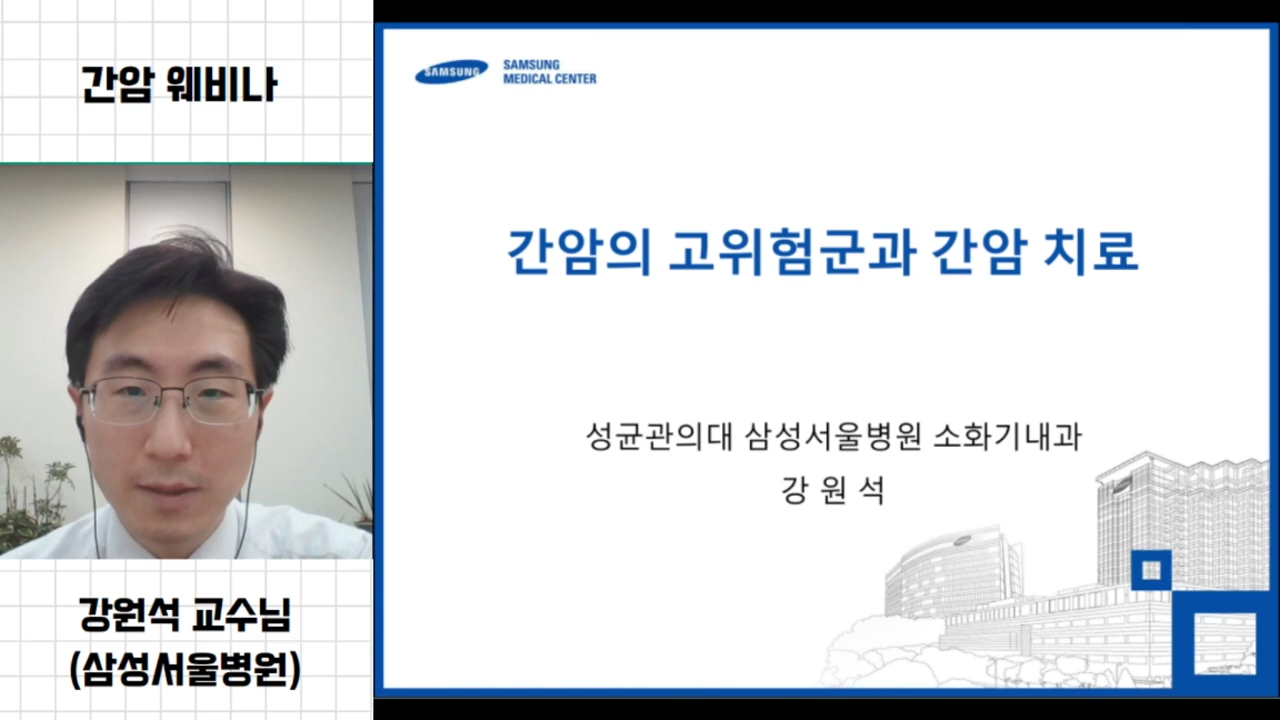 간암 웨비나
강원석 교수님
(삼성서울병원)
SAMSUNG
SAMSUNG
MEDICAL CENTER
간암의 고위험군과 간암 치료
성균관의대 삼성서울병원 소화기내과
강 원 석